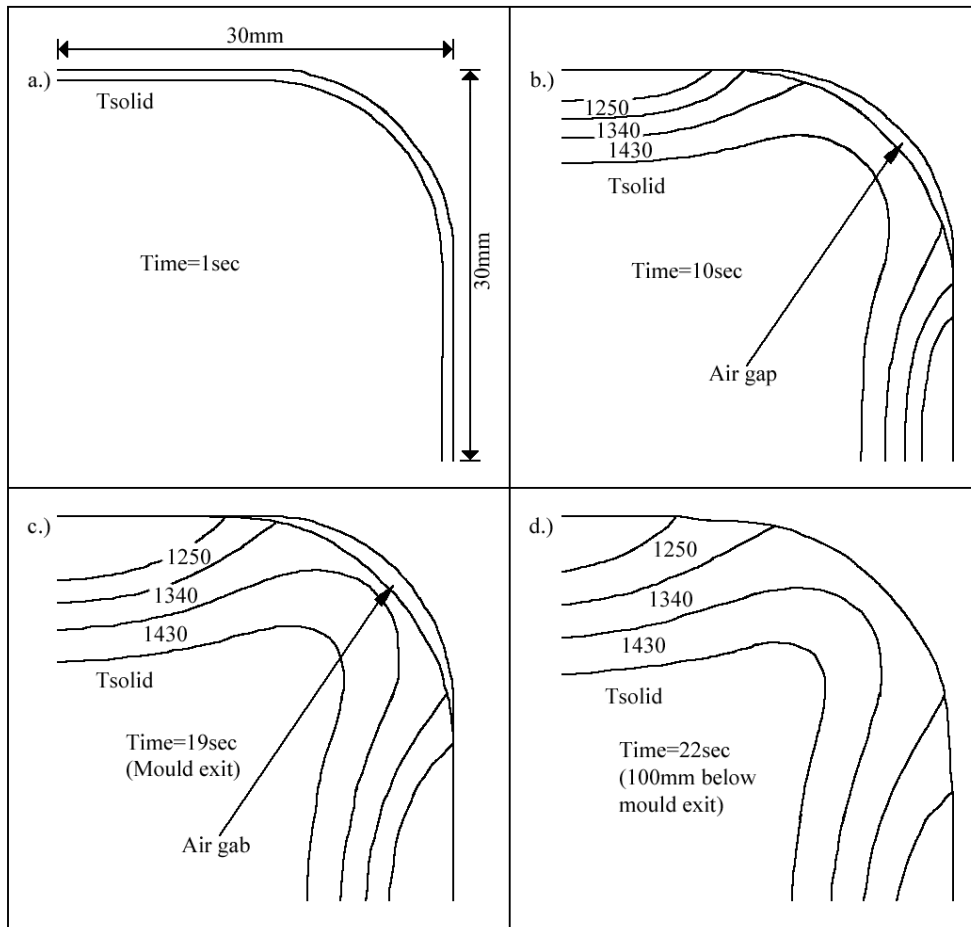 a.)
30mm
Tsolid
Time=1sec
30mm
b.)
1250
1340
1430
Tsolid
Time=10sec
Air gap
c.)
1250
1340
1430
Tsolid
Time=19sec
(Mould exit)
Air gab
d.)
1250
1340
1430
Tsolid
Time=22sec
(100mm below
mould exit)